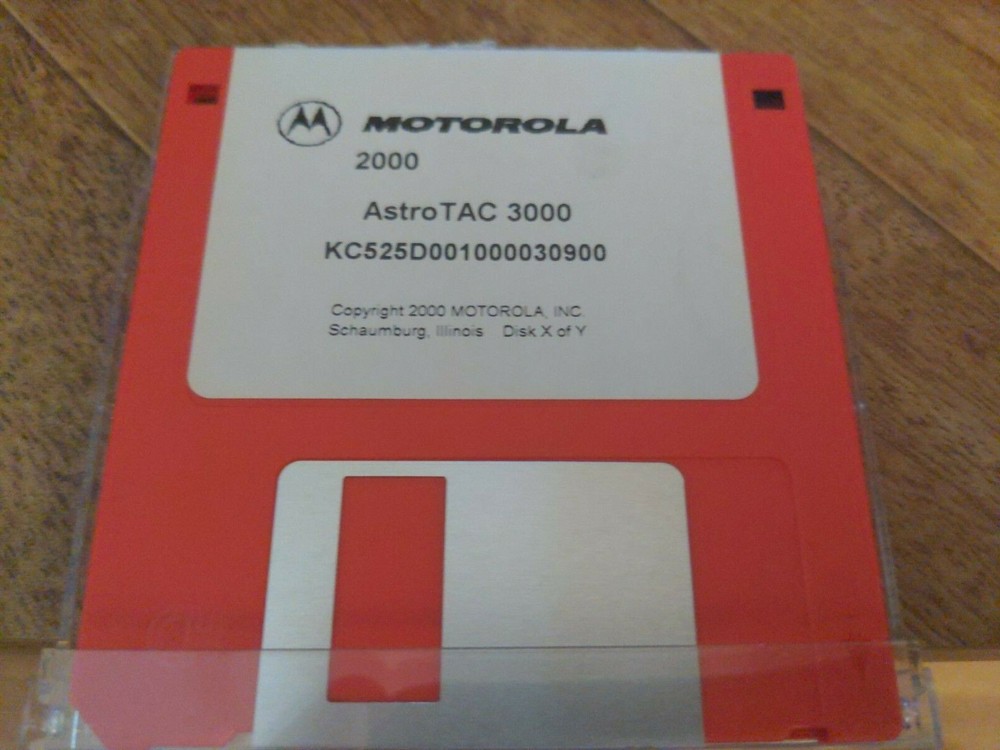 MOTOROLA
2000
AstroTAC 3000
KC525D001000030900
Copyright 2000 MOTOROLA, INC.
Schaumburg, Illinois Disk X of Y